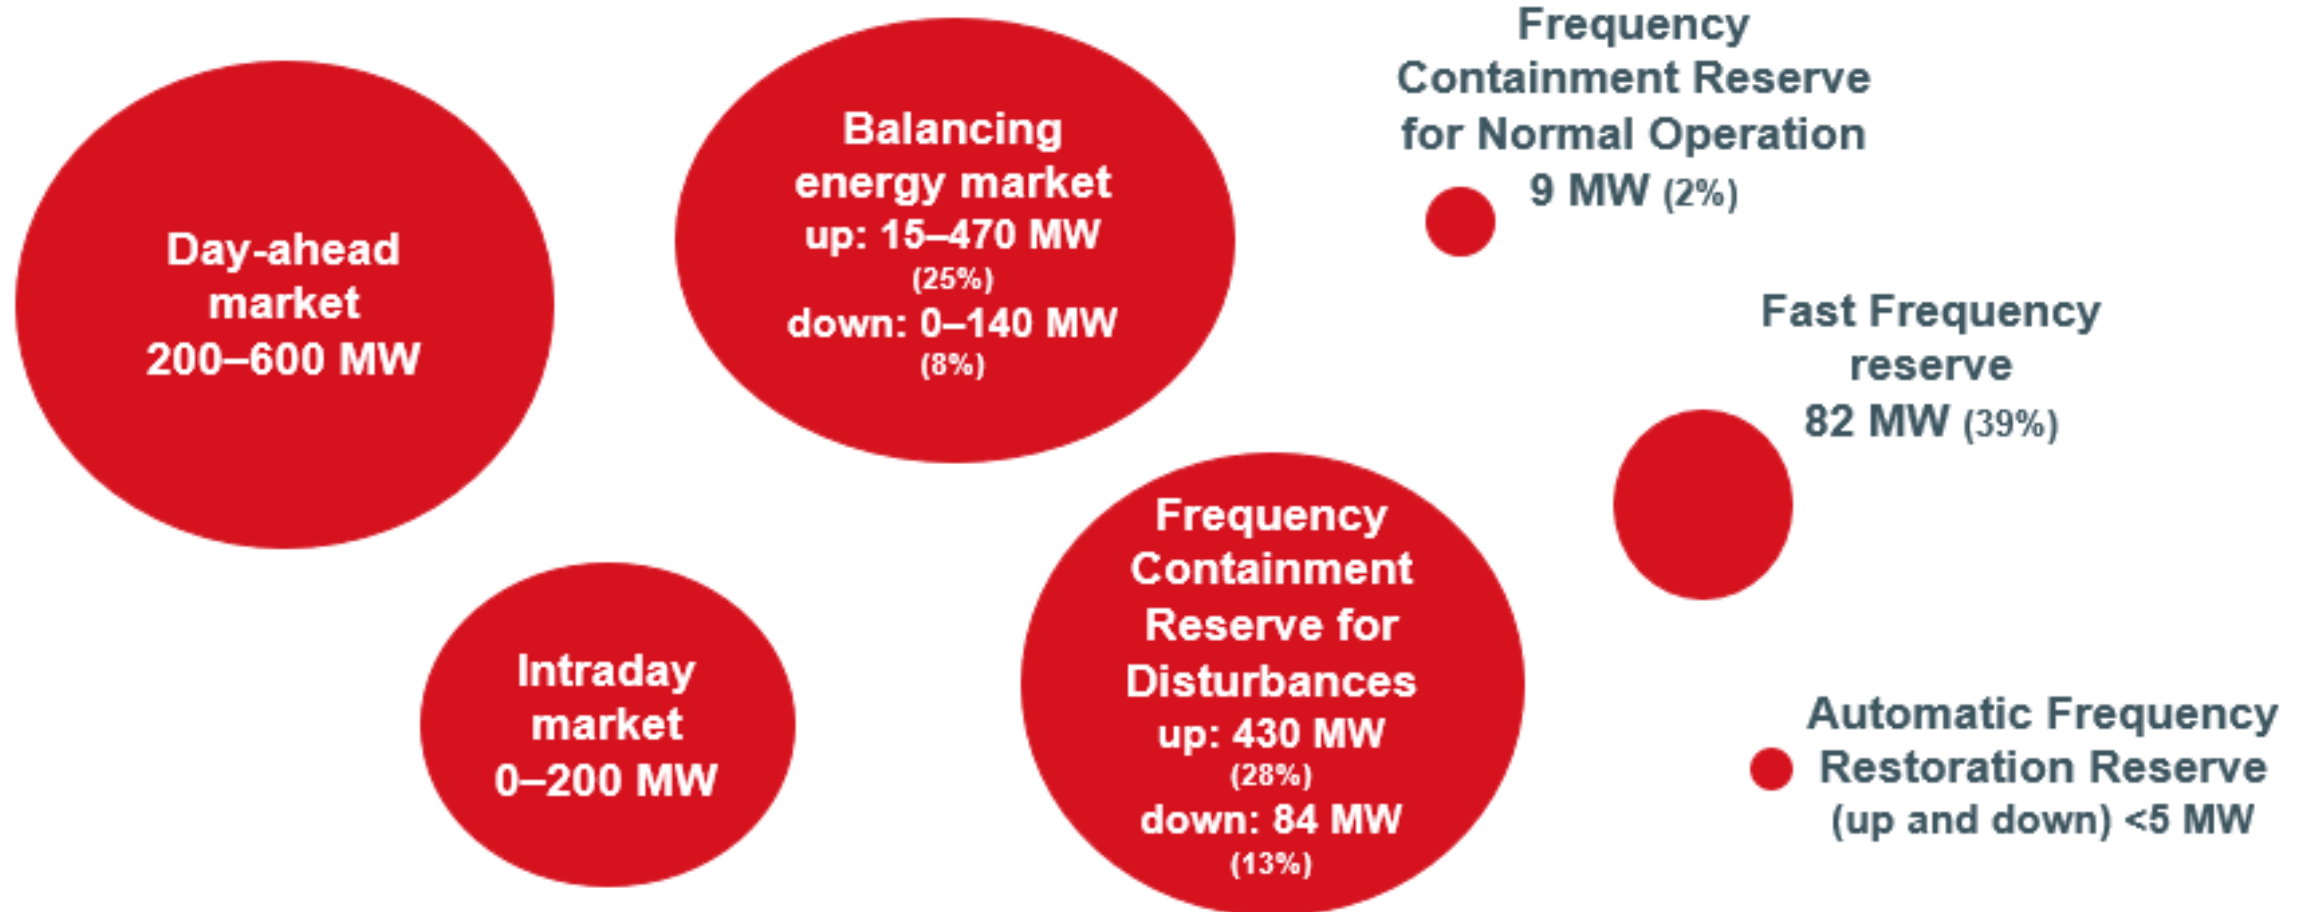 Day-ahead
market
200–600 MW
Balancing
energy market
up: 15–470 MW
(25%)
down: 0–140 MW
(8%)
Frequency
Containment Reserve
for Normal Operation
9 MW (2%)
Fast Frequency
reserve
82 MW (39%)
Intraday
market
0–200 MW
Frequency
Containment
Reserve for
Disturbances
up: 430 MW
(28%)
down: 84 MW
(13%)
Automatic Frequency
Restoration Reserve
(up and down) <5 MW